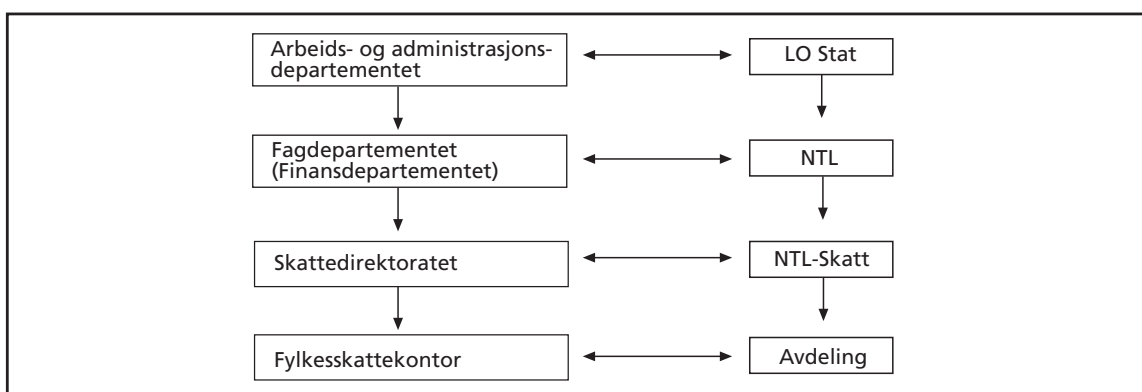 Arbeids- og administrasjons-
departementet
LO Stat
Fagdepartementet
(Finansdepartementet)
NTL
Skattedirektoratet
NTL-Skatt
Fylkesskattekontor
Avdeling